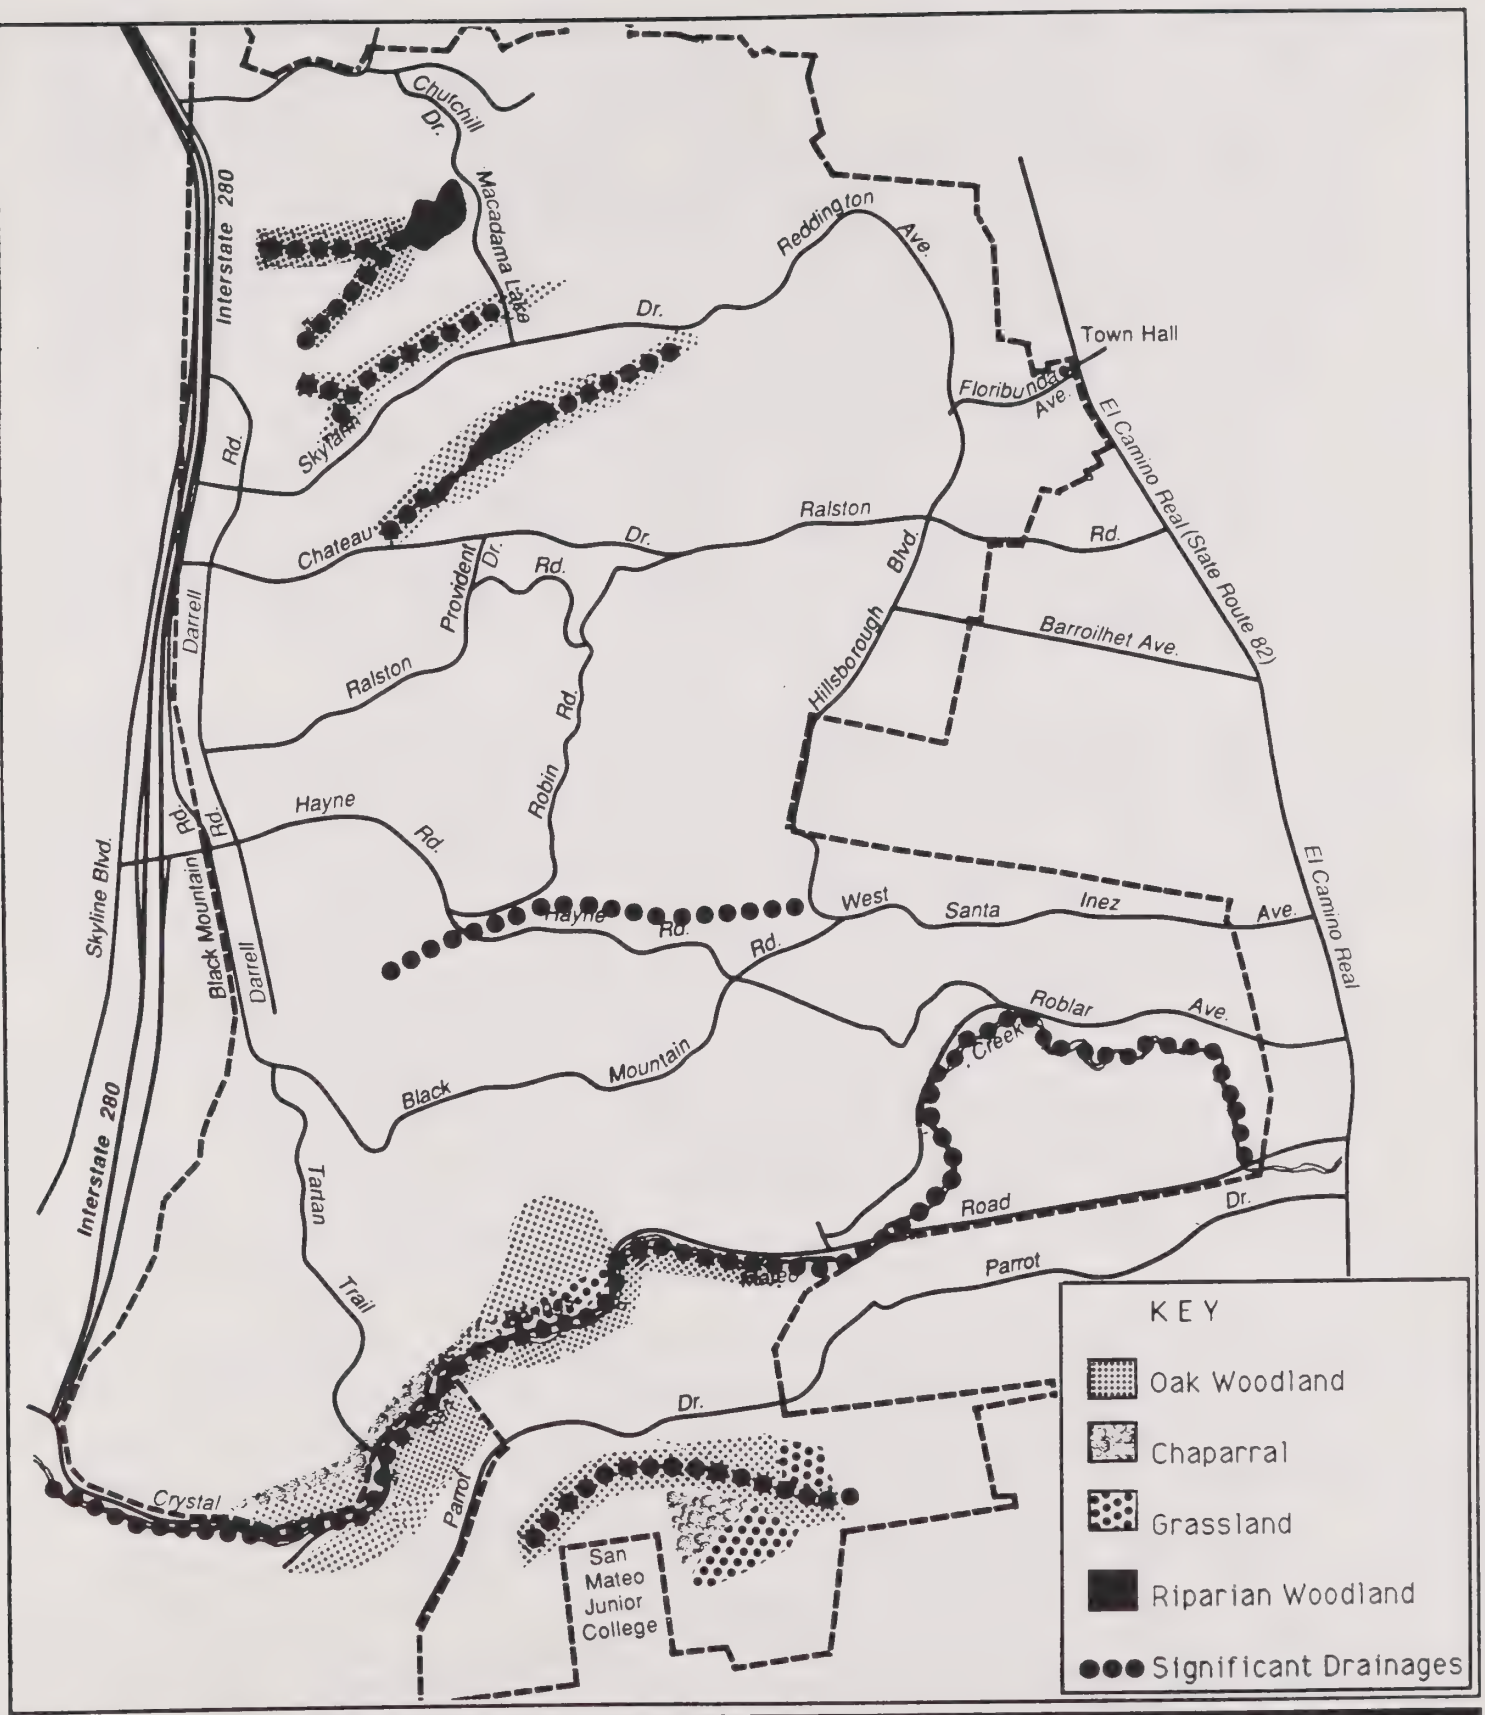 Churchill
Dr.
Interstate 280
Macadama Lake
Reddington
Ave.
Dr.
Town Hall
Floribunda
Ave.
El Camino Real (State Route 82)
Rd.
Skyfarm
Chateau
Dr.
Ralston
Rd.
Blvd.
Hillsborough
Barroilhet Ave.
Darrell
Provident
Dr.
Rd.
Ralston
Rd.
Robin
Hayne
Rd.
Rd.
Rd.
Skyline Blvd.
Black Mountain
Darrell
Hayne
Rd.
West
Santa
Inez
Ave.
El Camino Real
Rd.
Roblar
Ave.
Creek
Mountain
Black
Interstate 280
Tartan
Trail
Road
Dr.
Parrot
Mateo
Dr.
Crystal
Parrot
San
Mateo
Junior
College
KEY
Oak Woodland
Chaparral
Grassland
Riparian Woodland
Significant Drainages